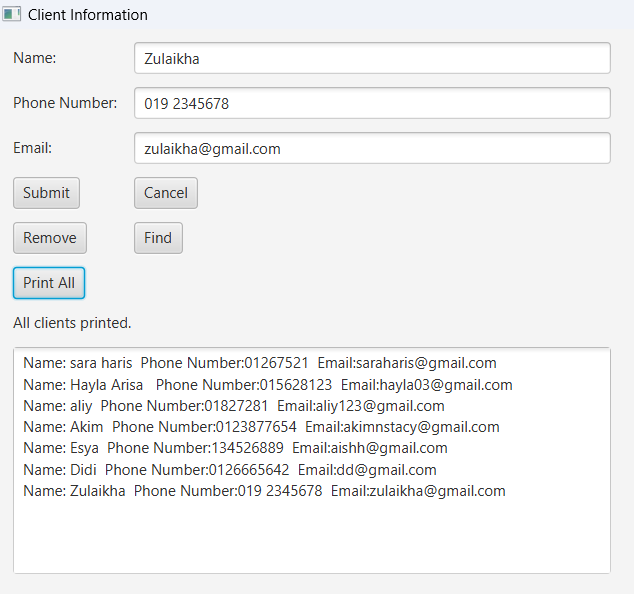 Client Information
Name: Zulaikha
Phone Number: 019 2345678
Email: zulaikha@gmail.com
Submit Cancel
Remove Find
Print All
All clients printed.
Name: sara haris  Phone Number:01267521  Email:saraharis@gmail.com
Name: Hayla Arisa   Phone Number:015628123  Email:hayla03@gmail.com
Name: aliy  Phone Number:01827281  Email:aliy123@gmail.com
Name: Akim  Phone Number:0123877654  Email:akimnstacy@gmail.com
Name: Esya  Phone Number:134526889  Email:aishh@gmail.com
Name: Didi  Phone Number:0126665642  Email:dd@gmail.com
Name: Zulaikha  Phone Number:019 2345678  Email:zulaikha@gmail.com